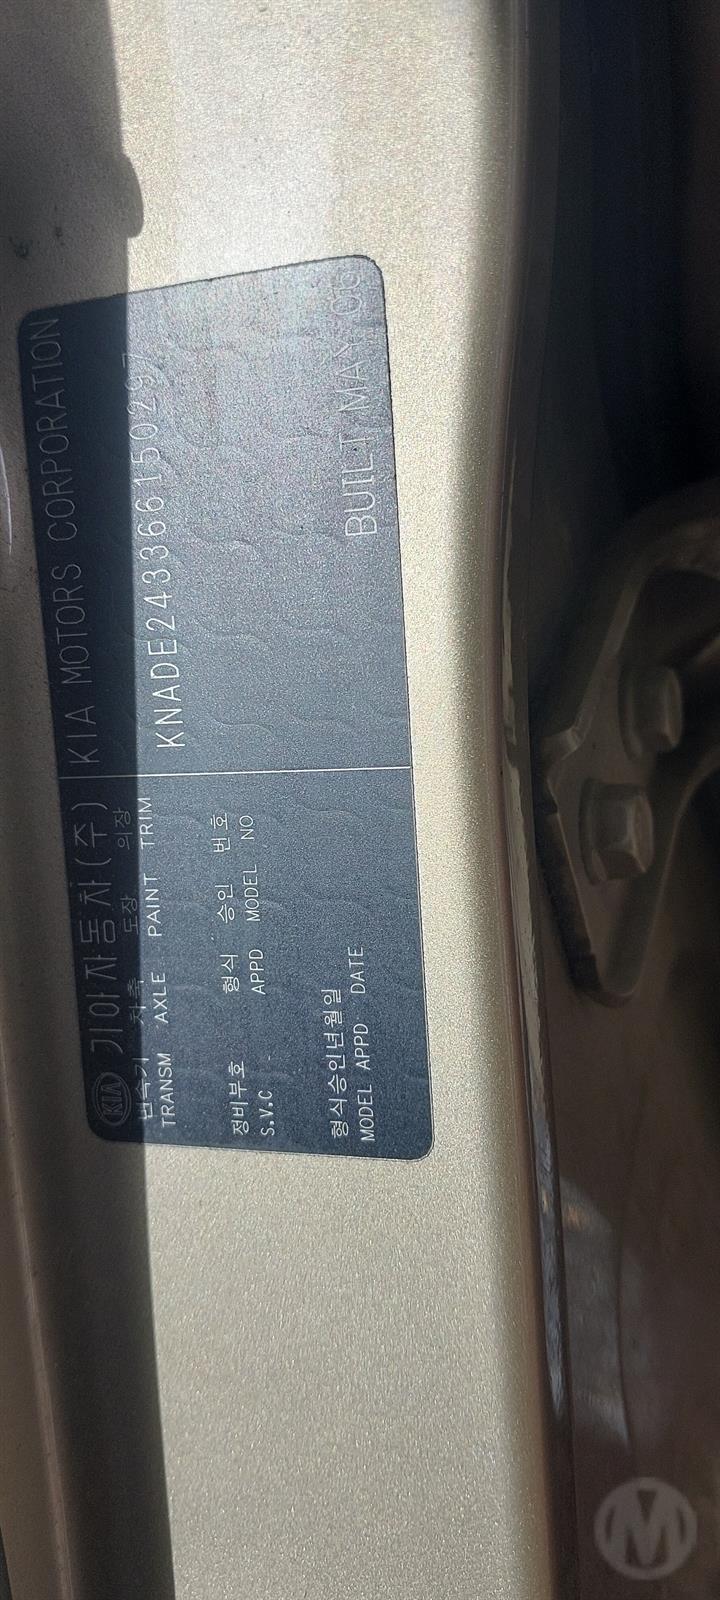 KIA 기아자동차(주) KIA MOTORS CORPORATION
변속기 차축 도장 의장
TRANSM AXLE PAINT TRIM
KNADE243366150297
정비부호 형식 승인 번호
S.V.C APPD MODEL NO
형식승인년월일
MODEL APPD DATE
BUILT MAY 06
M